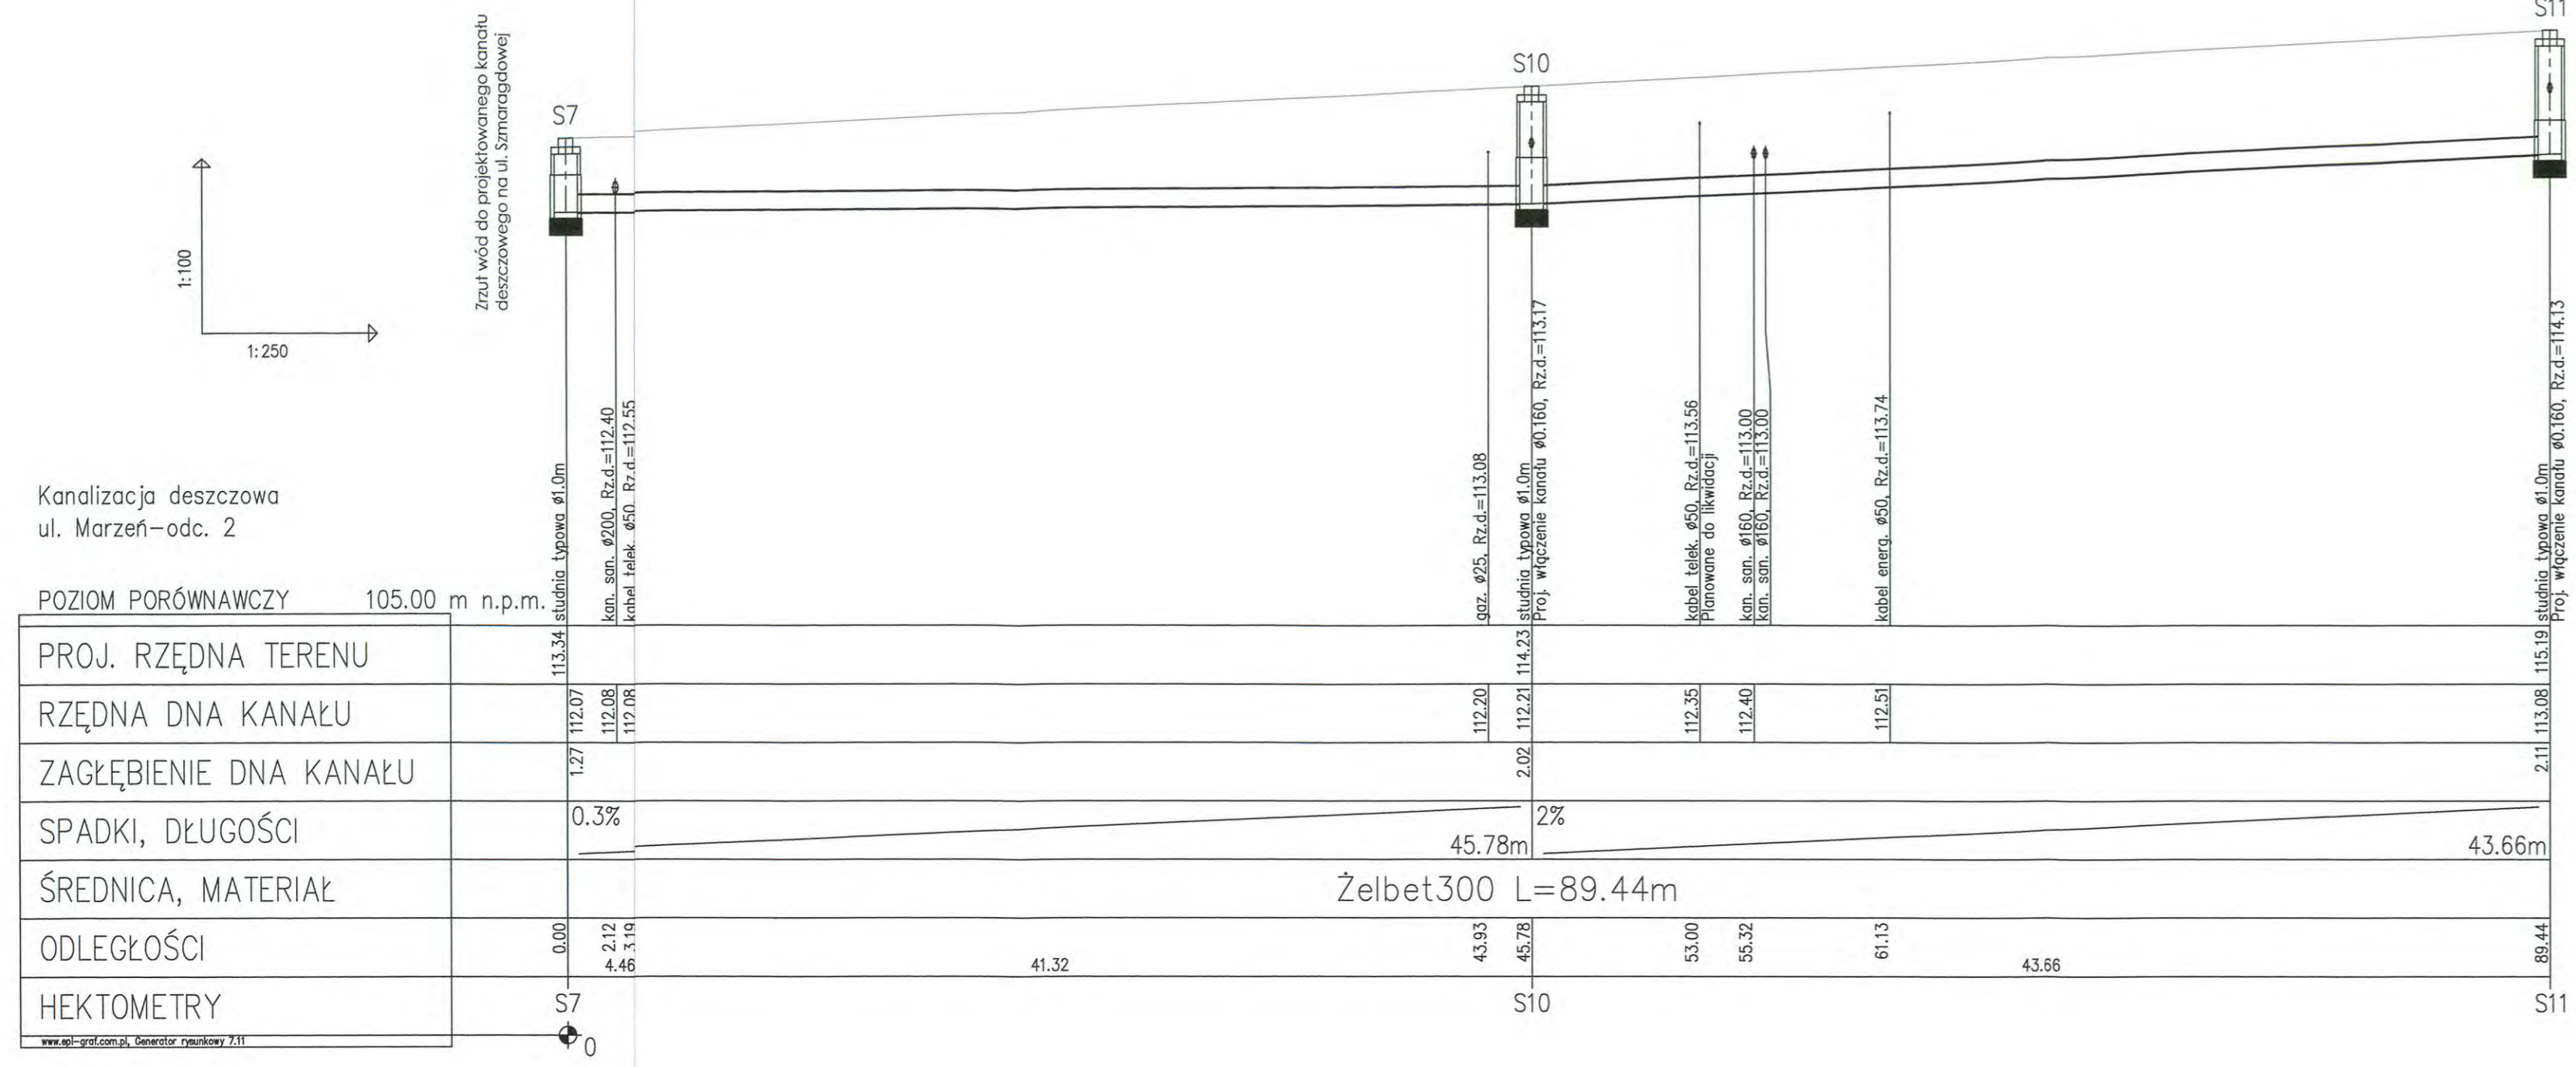 S11
S10
S7
Zrzut wód do projektowanego kanału
deszczowego na ul. Szmaragdowej
1:100
1:250
Kanalizacja deszczowa
ul. Marzeń-odc. 2
POZIOM PORÓWNAWCZY 105.00 m n.p.m.
studnia typowa ø1.0m
kan. san. ø200, Rz.d.=112.40
kabel telek. ø50, Rz.d.=112.55
gaz. ø25, Rz.d.=113.08
studnia typowa ø1.0m
Proj. włączenie kanału ø0.160, Rz.d.=113.17
kabel telek. ø50, Rz.d.=113.56
Planowane do likwidacji
kan. san. ø160, Rz.d.=113.00
kan. san. ø160, Rz.d.=113.00
kabel energ. ø50, Rz.d.=113.74
studnia typowa ø1.0m
Proj. włączenie kanału ø0.160, Rz.d.=114.13
PROJ. RZĘDNA TERENU 113.34 114.23 115.19
RZĘDNA DNA KANAŁU 112.07 112.08 112.08 112.20 112.21 112.35 112.40 112.51 113.08
ZAGŁĘBIENIE DNA KANAŁU 1.27 2.02 2.11
SPADKI, DŁUGOŚCI 0.3% 45.78m 2% 43.66m
ŚREDNICA, MATERIAŁ Żelbet300 L=89.44m
ODLEGŁOŚCI 0.00 2.12 3.19 43.93 45.78 53.00 55.32 61.13 89.44
4.46 41.32 43.66
HEKTOMETRY S7 S10 S11
www.epl-graf.com.pl, Generator rysunkowy 7.11
0